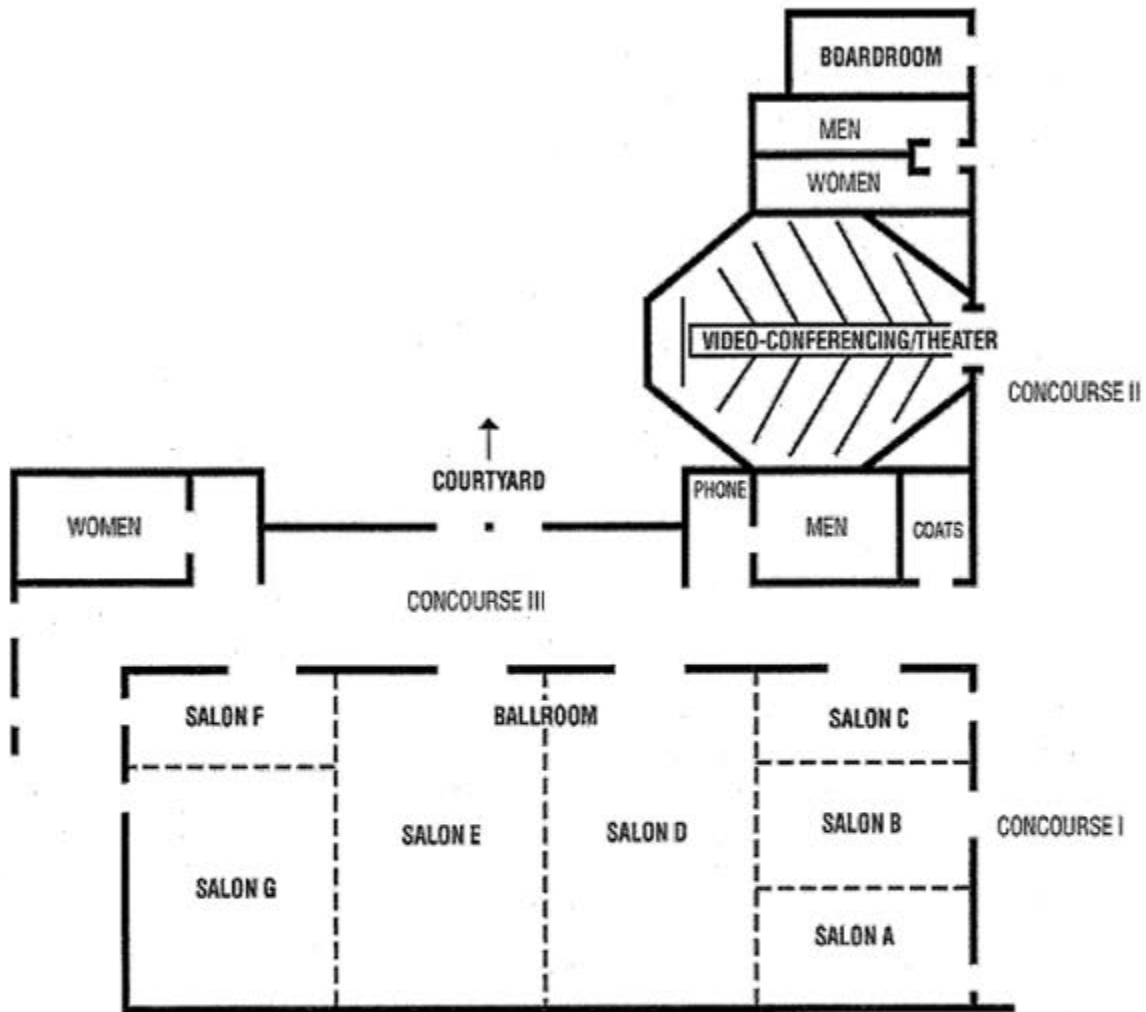 BOARDROOM
MEN
WOMEN
VIDEO-CONFERENCING/THEATER
CONCOURSE II
COURTYARD
PHONE
WOMEN
MEN
COATS
CONCOURSE III
SALON F
BALLROOM
SALON C
SALON E
SALON D
SALON B
CONCOURSE I
SALON G
SALON A